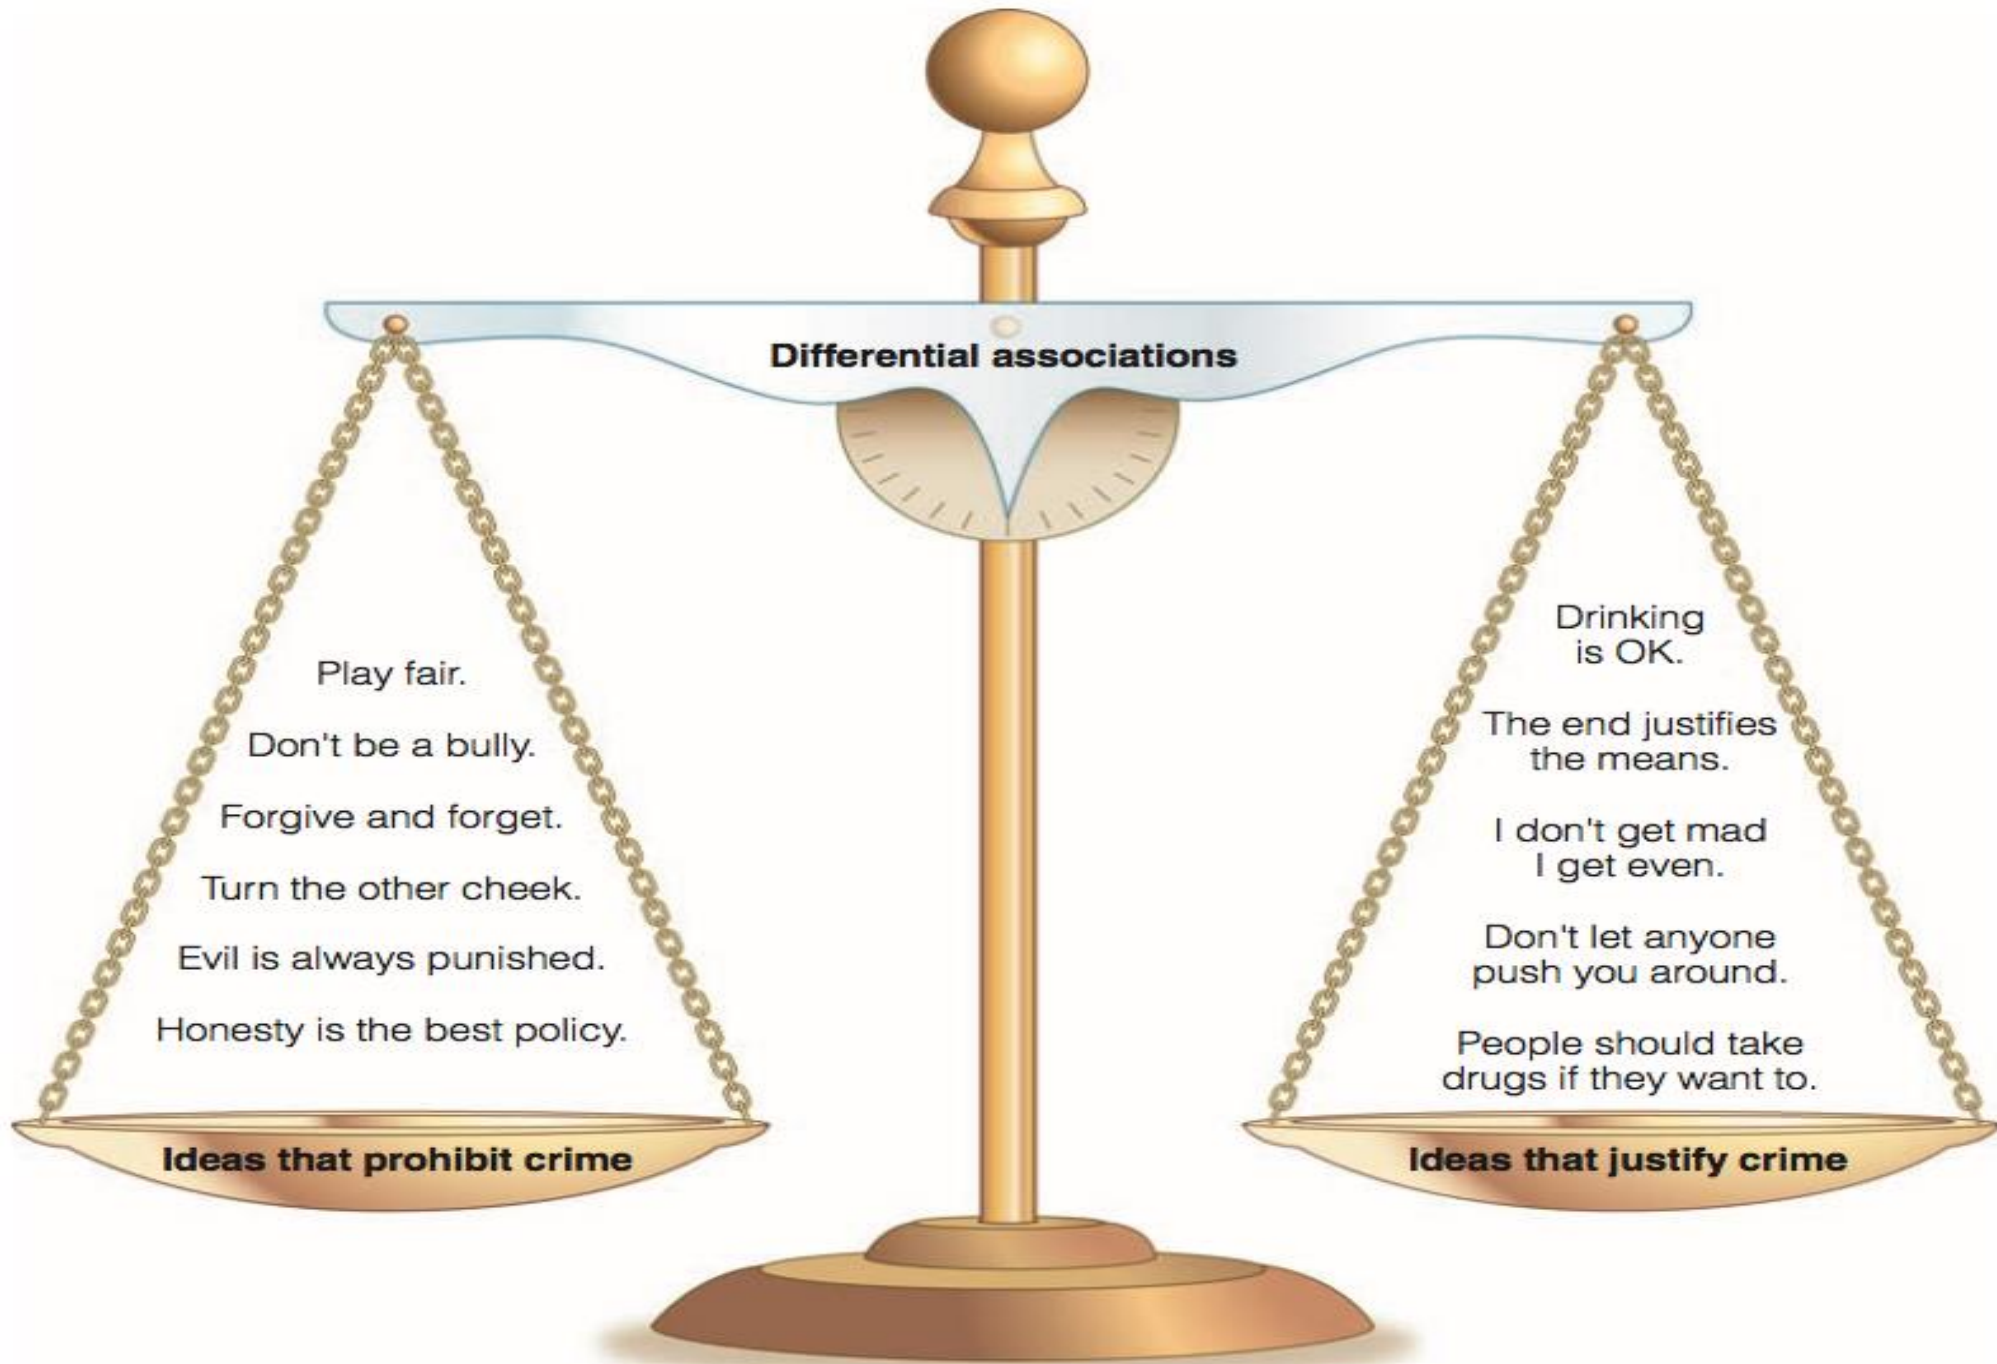 Differential associations
Play fair.
Don't be a bully.
Forgive and forget.
Turn the other cheek.
Evil is always punished.
Honesty is the best policy.
Ideas that prohibit crime
Drinking
is OK.
The end justifies
the means.
I don't get mad
I get even.
Don't let anyone
push you around.
People should take
drugs if they want to.
Ideas that justify crime